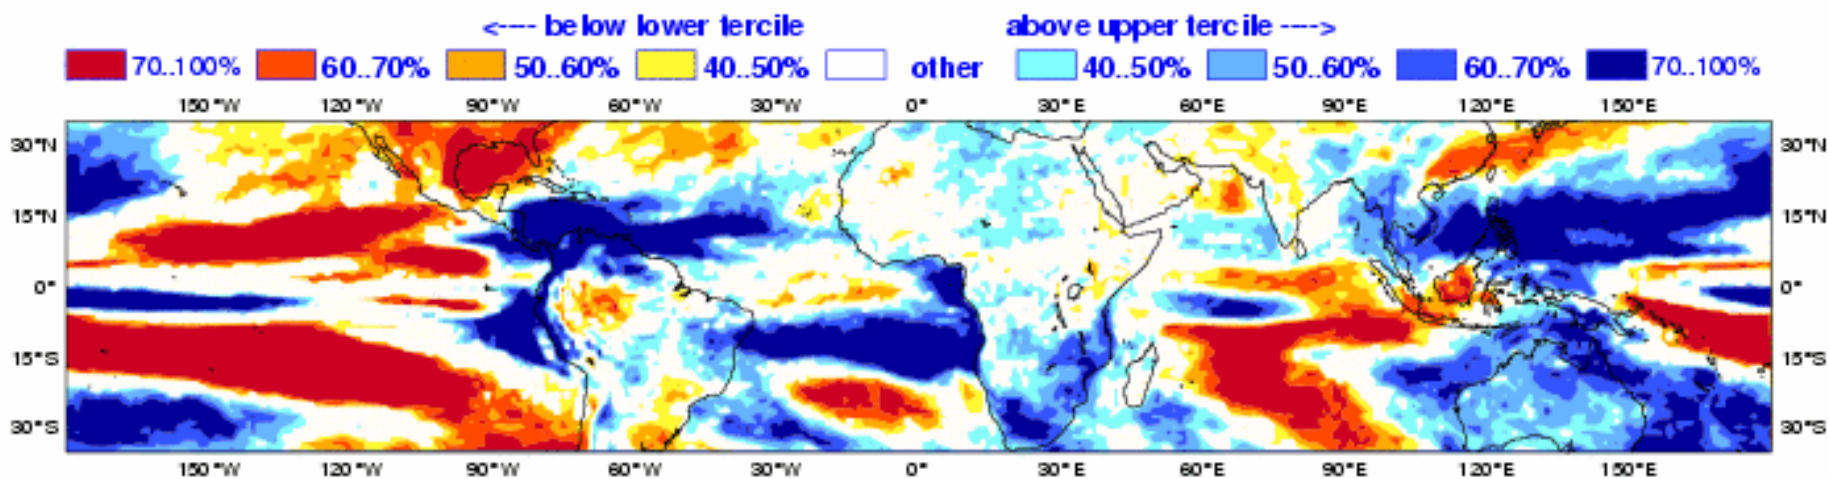 <---- below lower tercile above upper tercile ---->
70..100% 60..70% 50..60% 40..50% other 40..50% 50..60% 60..70% 70..100%
150°W 120°W 90°W 60°W 30°W 0° 30°E 60°E 90°E 120°E 150°E
30°N 30°N
15°N 15°N
0° 0°
15°S 15°S
30°S 30°S
150°W 120°W 90°W 60°W 30°W 0° 30°E 60°E 90°E 120°E 150°E